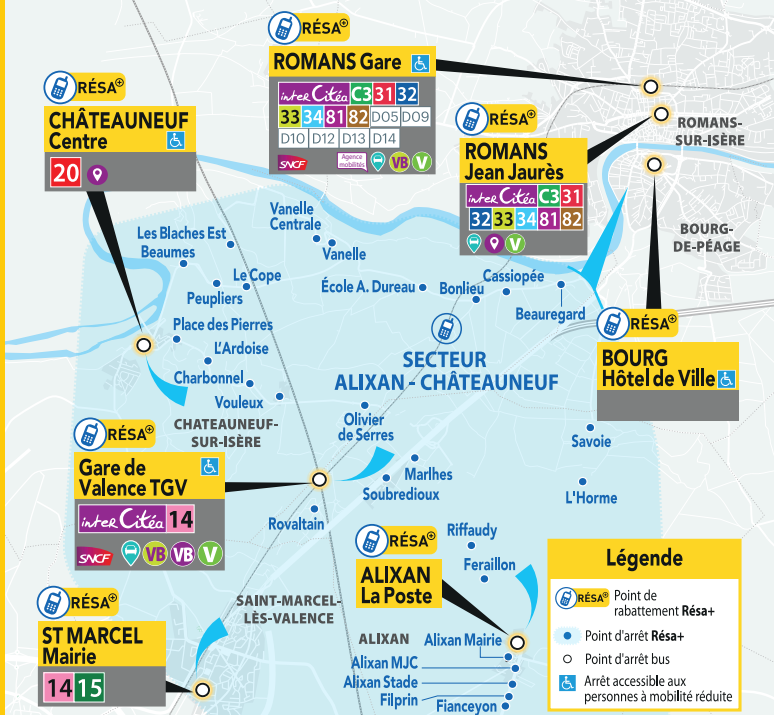 RÉSA⊕
ROMANS Gare
inter Citéa C3 31 32
33 34 81 82 D05 D09
D10 D12 D13 D14
SNCF Agence mobilités VB V
RÉSA⊕
CHÂTEAUNEUF
Centre
20
RÉSA⊕
ROMANS
Jean Jaurès
inter Citéa C3 31
32 33 34 81 82
V
ROMANS-
SUR-ISÈRE
BOURG-
DE-PÉAGE
RÉSA⊕
BOURG
Hôtel de Ville
Vanelle
Centrale
Vanelle
Les Blaches Est
Beaumes
Le Cope
Peupliers
École A. Dureau
Bonlieu
Cassiopée
Beauregard
Place des Pierres
L'Ardoise
Charbonnel
Vouleux
SECTEUR
ALIXAN - CHÂTEAUNEUF
CHATEAUNEUF-
SUR-ISÈRE
Olivier
de Serres
Savoie
RÉSA⊕
Gare de
Valence TGV
inter Citéa 14
SNCF VB VB V
Marlhes
Soubredioux
L'Horme
Rovaltain
Riffaudy
Feraillon
RÉSA⊕
ALIXAN
La Poste
RÉSA⊕
ST MARCEL
Mairie
14 15
SAINT-MARCEL-
LÈS-VALENCE
ALIXAN
Alixan Mairie
Alixan MJC
Alixan Stade
Filprin
Fianceyon
Légende
RÉSA⊕ Point de
rabattement Résa+
Point d'arrêt Résa+
Point d'arrêt bus
Arrêt accessible aux
personnes à mobilité réduite